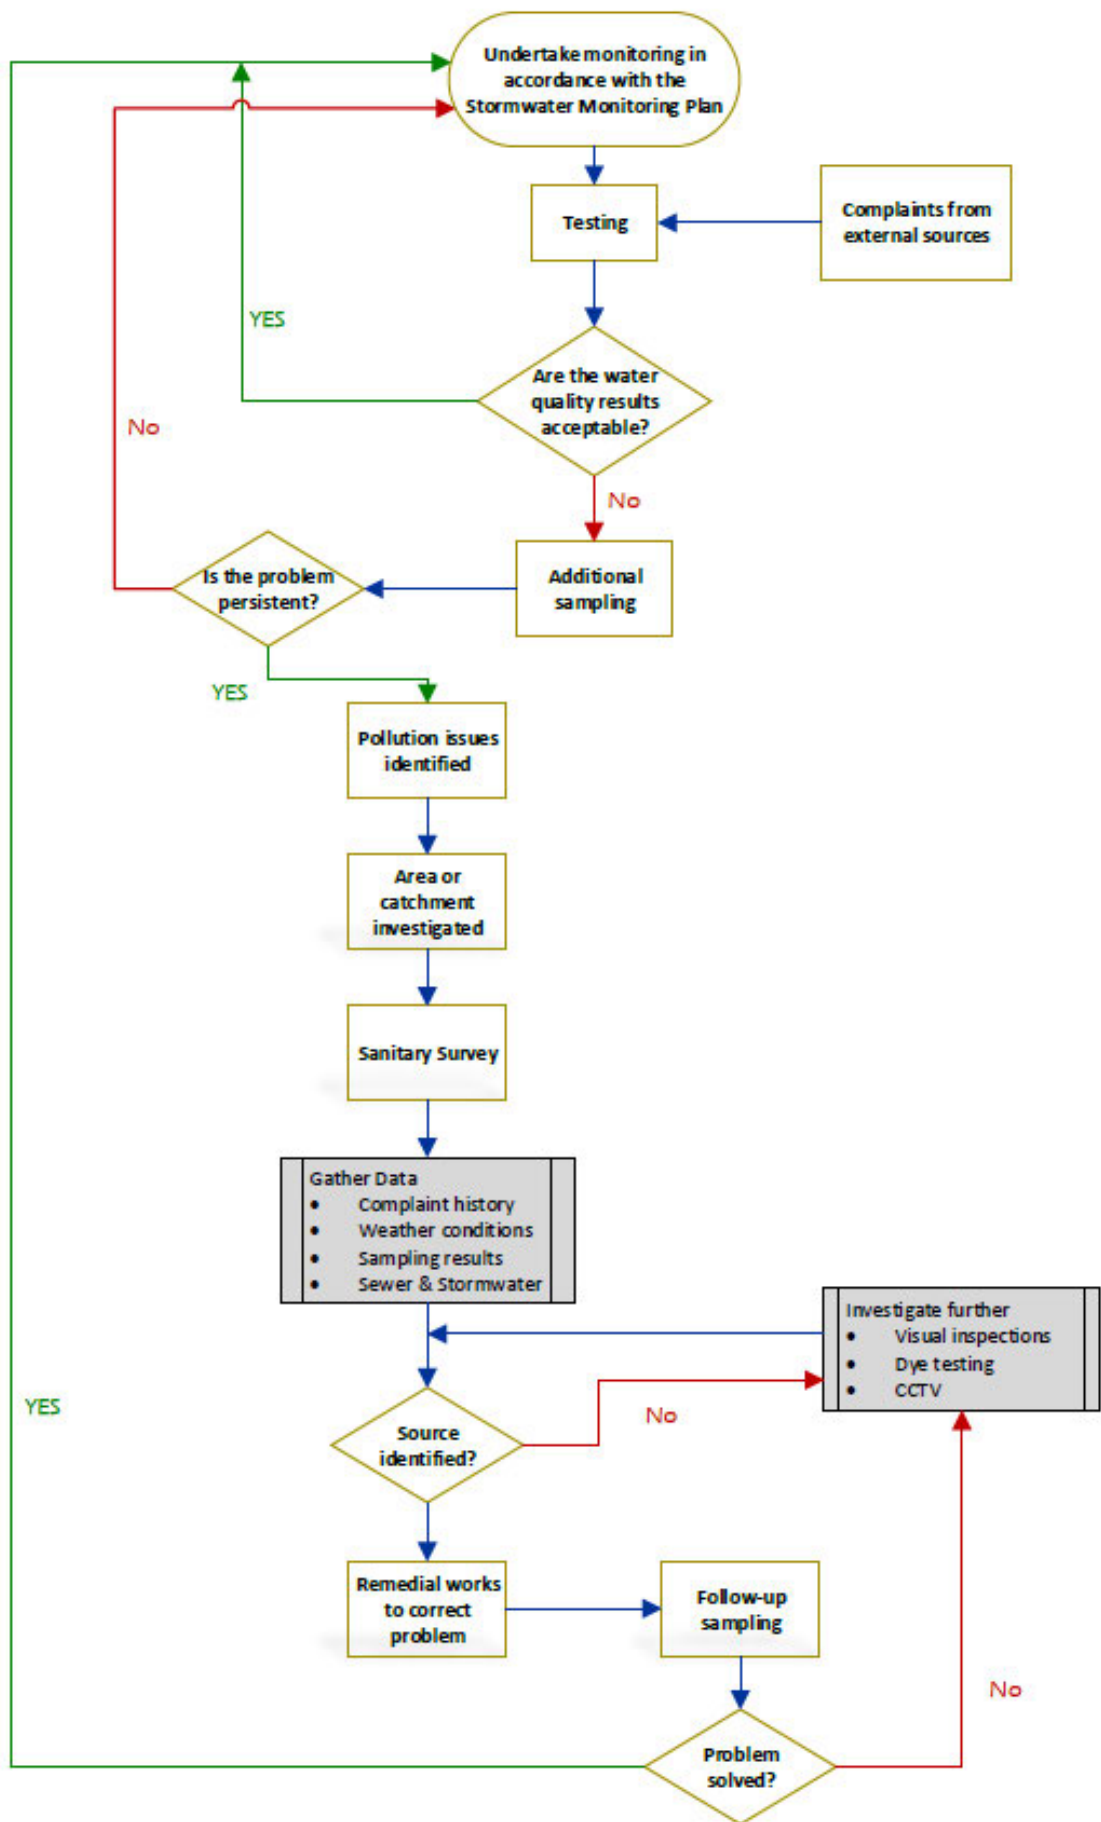 Undertake monitoring in
accordance with the
Stormwater Monitoring Plan
Testing
Complaints from
external sources
YES
Are the water
quality results
acceptable?
No
No
Is the problem
persistent?
Additional
sampling
YES
Pollution issues
identified
Area or
catchment
investigated
Sanitary Survey
Gather Data
• Complaint history
• Weather conditions
• Sampling results
• Sewer & Stormwater
Investigate further
• Visual inspections
• Dye testing
• CCTV
YES
No
Source
identified?
Remedial works
to correct
problem
Follow-up
sampling
No
Problem
solved?